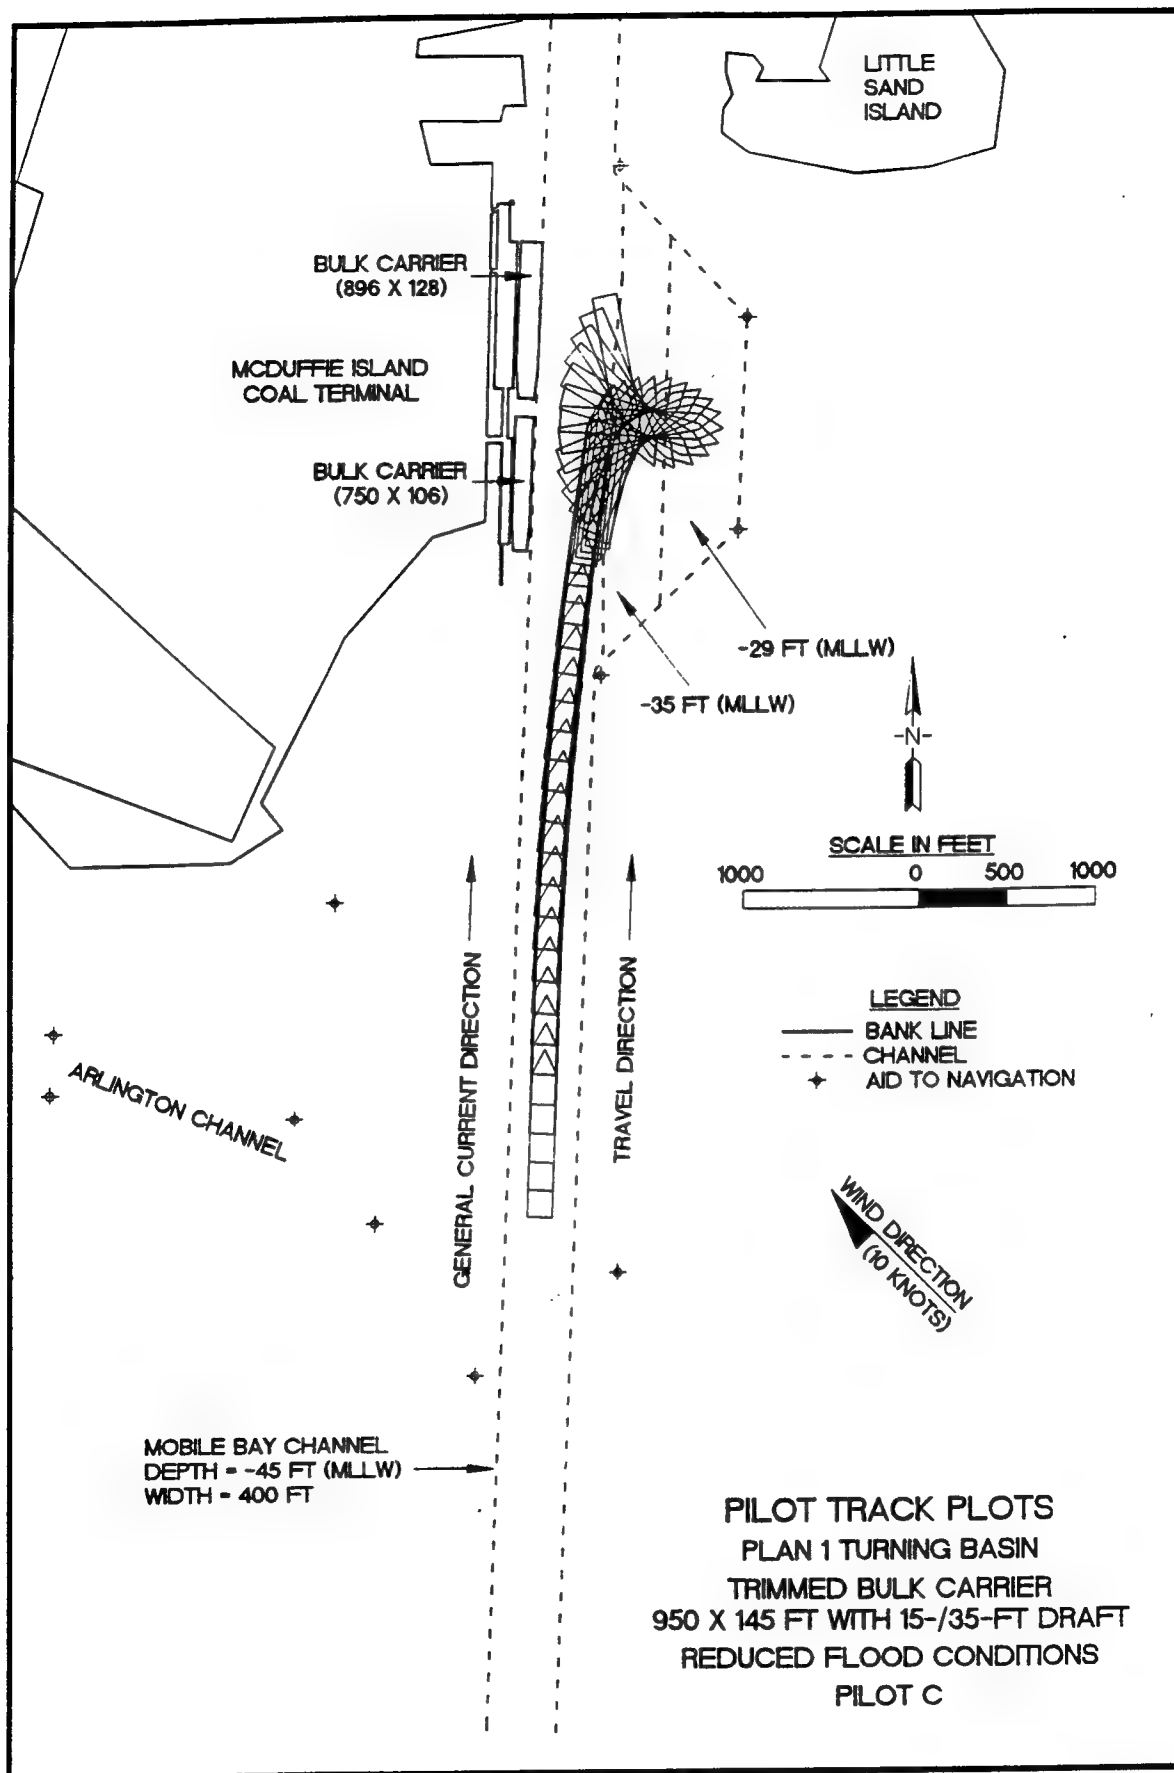 LITTLE
SAND
ISLAND
BULK CARRIER
(896 X 128)
MCDUFFIE ISLAND
COAL TERMINAL
BULK CARRIER
(750 X 106)
-29 FT (MLLW)
-35 FT (MLLW)
-N-
SCALE IN FEET
1000 0 500 1000
GENERAL CURRENT DIRECTION
TRAVEL DIRECTION
LEGEND
BANK LINE
CHANNEL
AID TO NAVIGATION
ARLINGTON CHANNEL
WIND DIRECTION
(10 KNOTS)
MOBILE BAY CHANNEL
DEPTH = -45 FT (MLLW)
WIDTH = 400 FT
PILOT TRACK PLOTS
PLAN 1 TURNING BASIN
TRIMMED BULK CARRIER
950 X 145 FT WITH 15-/35-FT DRAFT
REDUCED FLOOD CONDITIONS
PILOT C